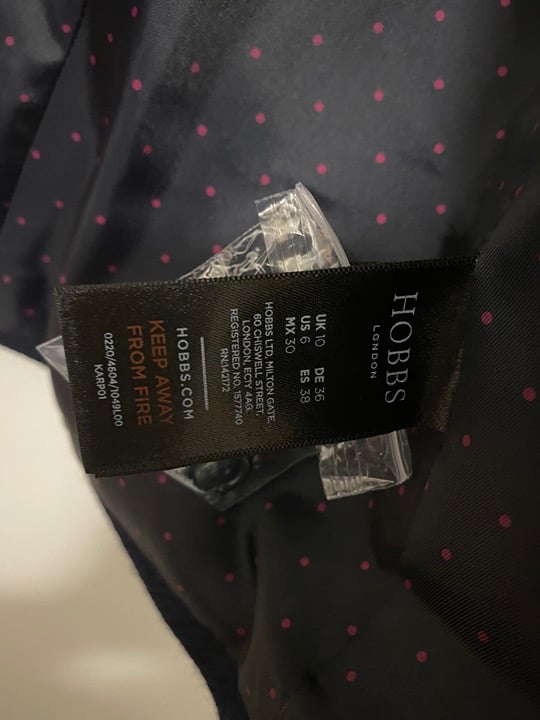 HOBBS
LONDON
UK 10 DE 36
US 6 ES 38
MX 30
HOBBS LTD, MILTON GATE,
60 CHISWELL STREET,
LONDON, EC1Y 4AG.
REGISTERED NO. 1577740
RN:142172
HOBBS.COM
KEEP AWAY
FROM FIRE
0220/4604/1049L00
KARP01